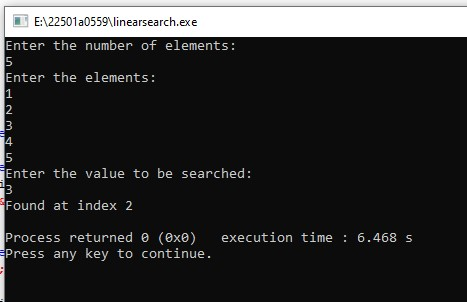 E:\22501a0559\linearsearch.exe
Enter the number of elements:
5
Enter the elements:
1
2
3
4
5
Enter the value to be searched:
3
Found at index 2
Process returned 0 (0x0)   execution time : 6.468 s
Press any key to continue.